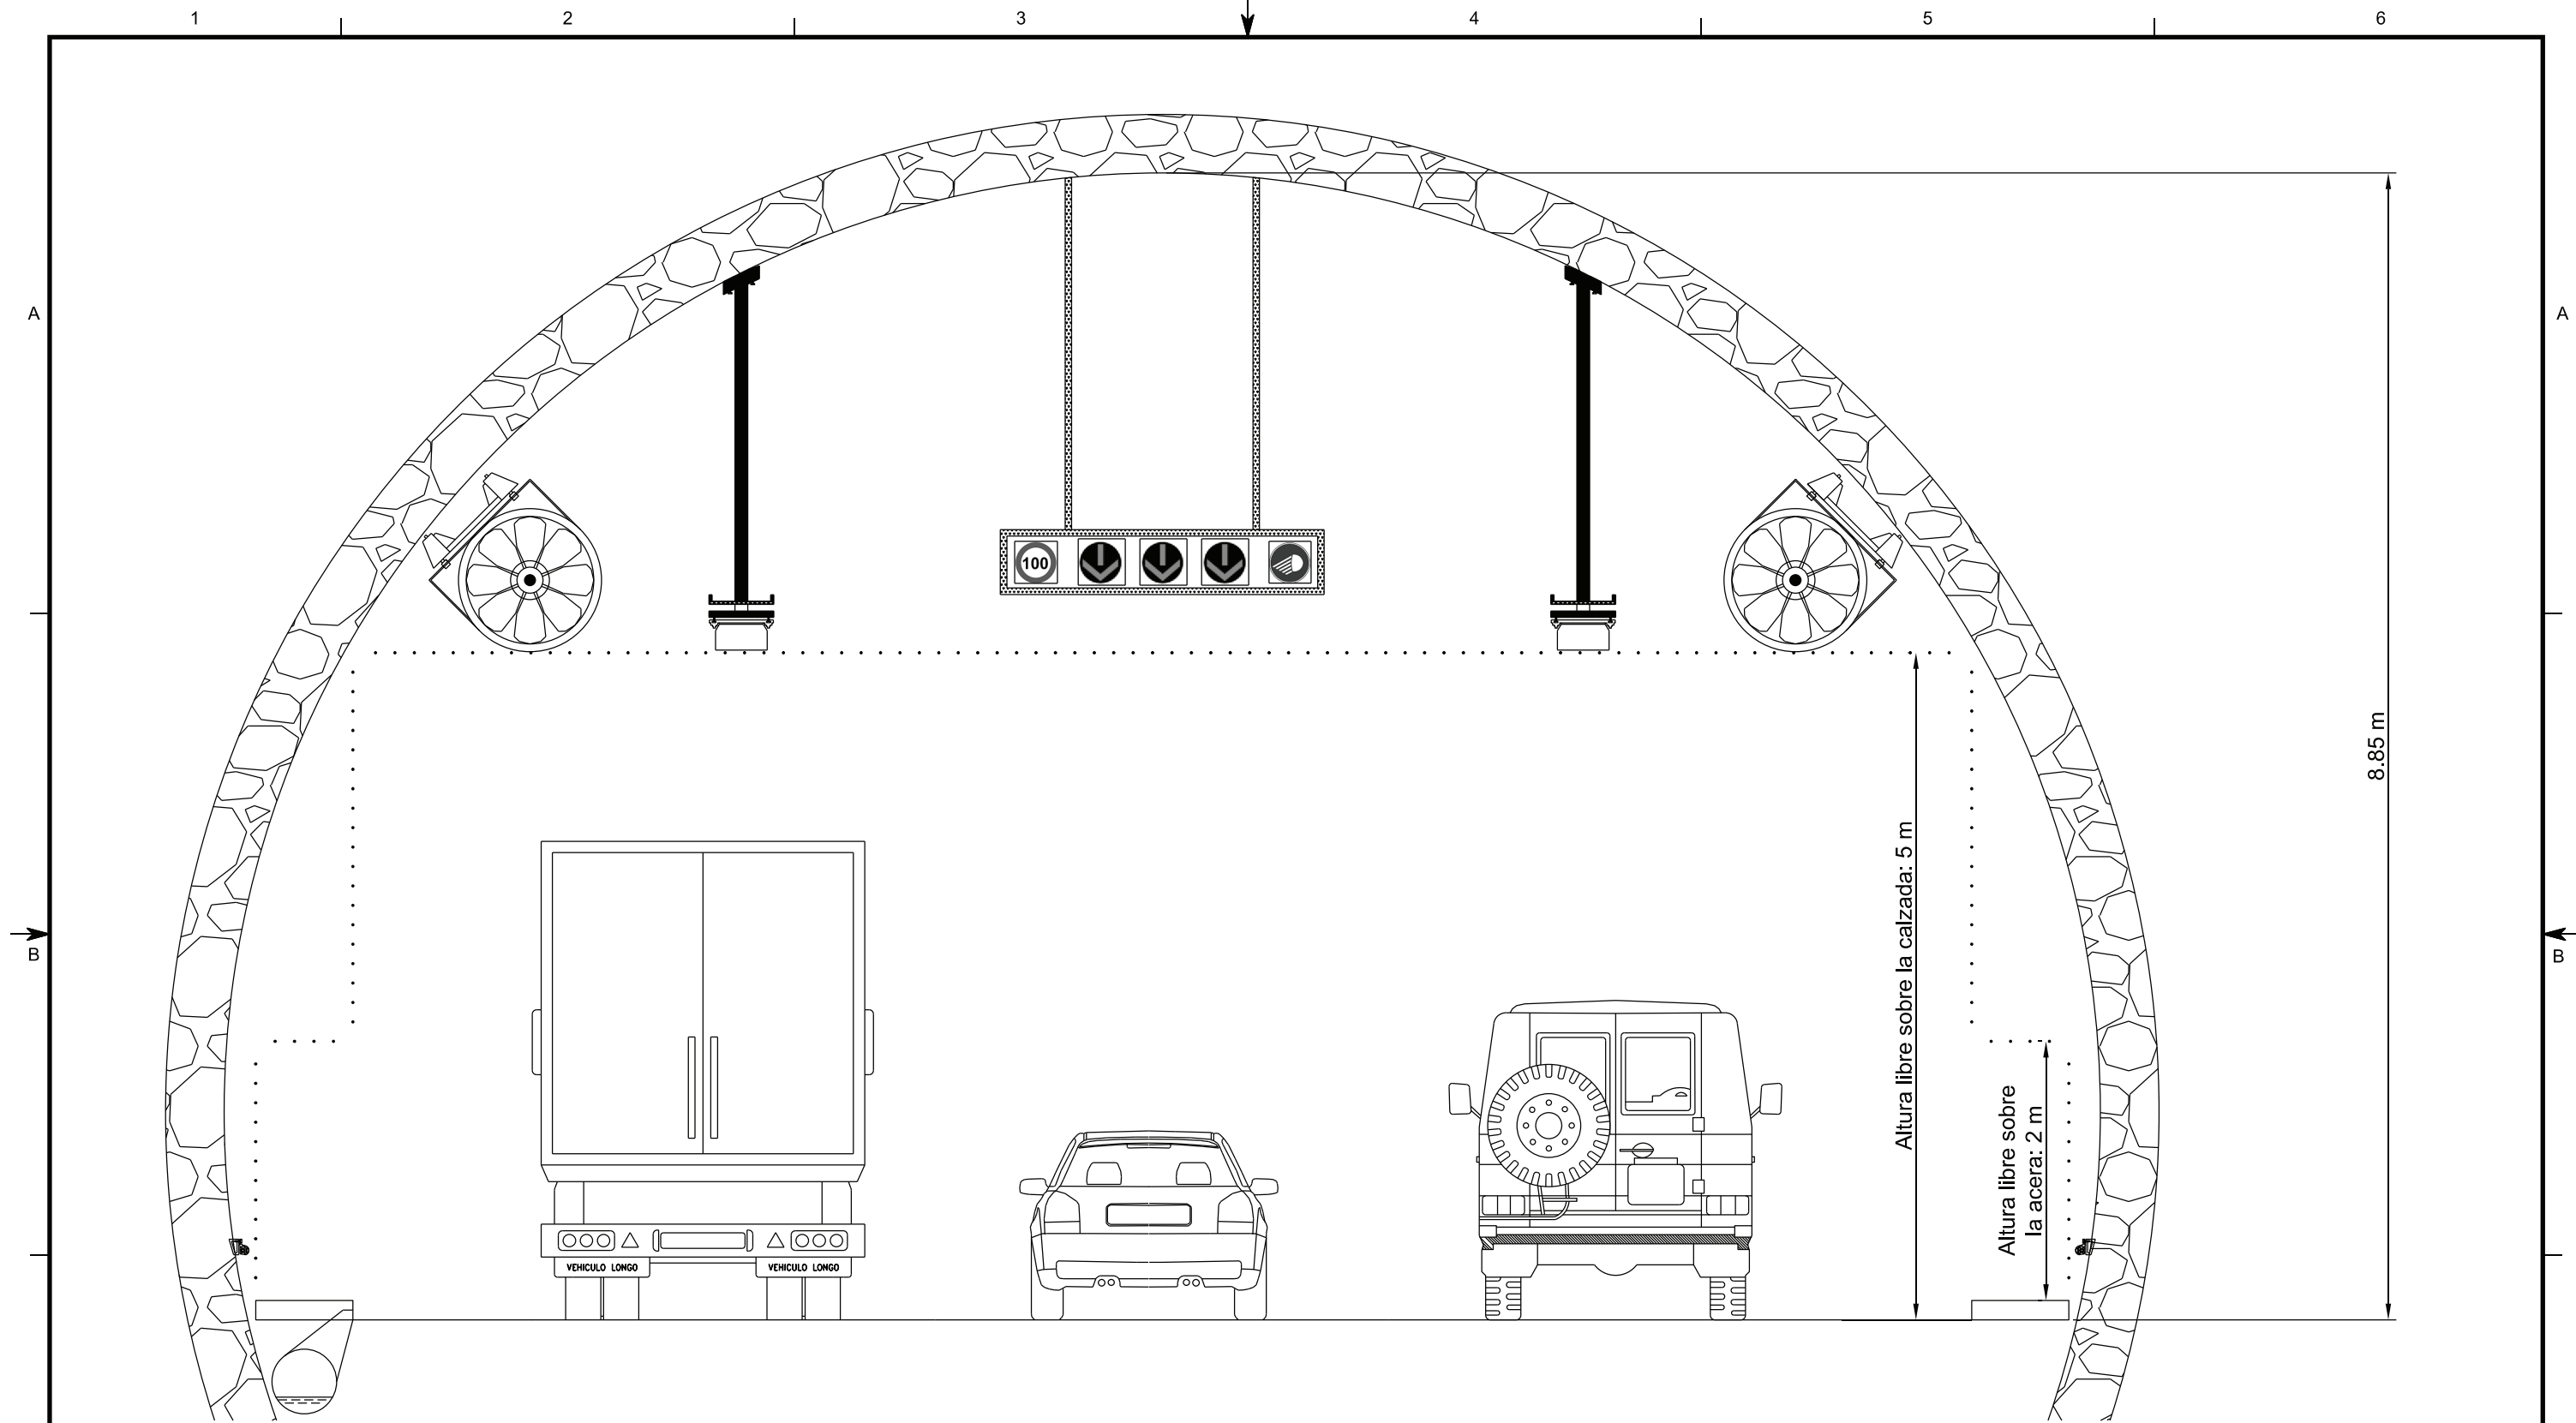 1 2 3 4 5 6
A A
100
8.85 m
Altura libre sobre la calzada: 5 m
B B
Altura libre sobre
la acera: 2 m
VEHICULO LONGO VEHICULO LONGO